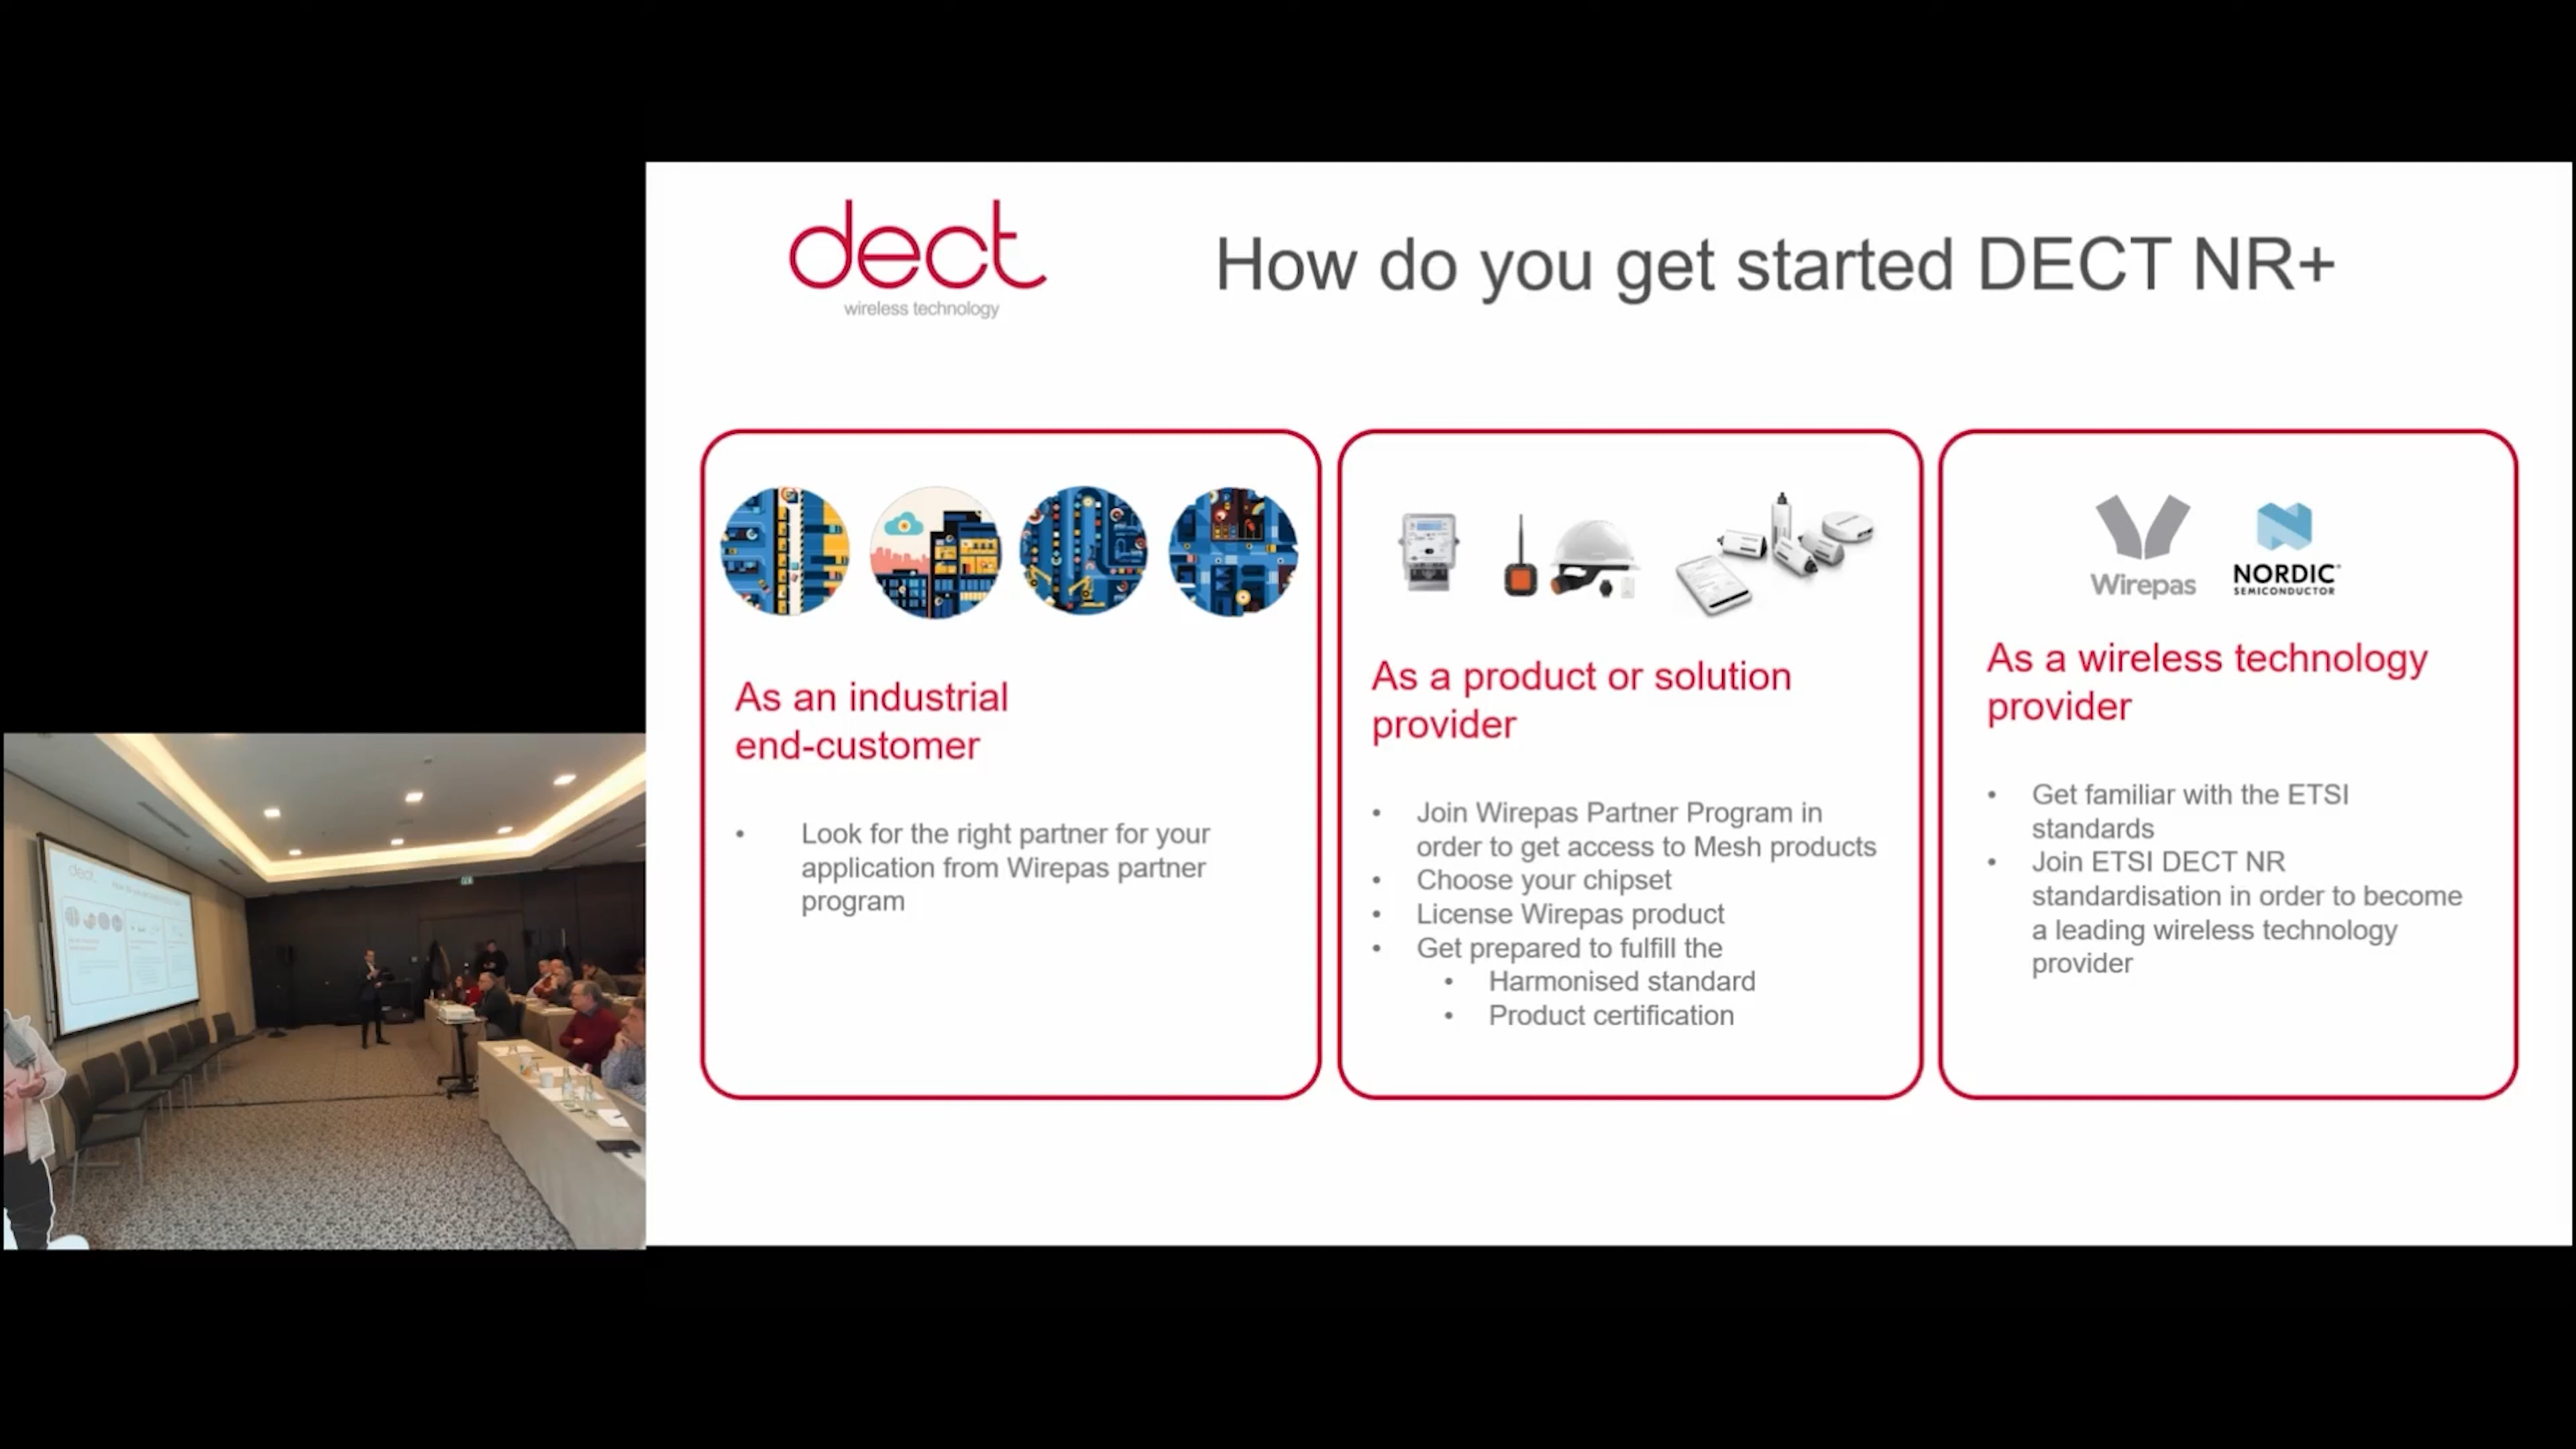 dect
wireless technology
How do you get started DECT NR+
As an industrial
end-customer
• Look for the right partner for your
application from Wirepas partner
program
As a product or solution
provider
• Join Wirepas Partner Program in
order to get access to Mesh products
• Choose your chipset
• License Wirepas product
• Get prepared to fulfill the
• Harmonised standard
• Product certification
Wirepas
NORDIC®
SEMICONDUCTOR
As a wireless technology
provider
• Get familiar with the ETSI
standards
• Join ETSI DECT NR
standardisation in order to become
a leading wireless technology
provider
dect